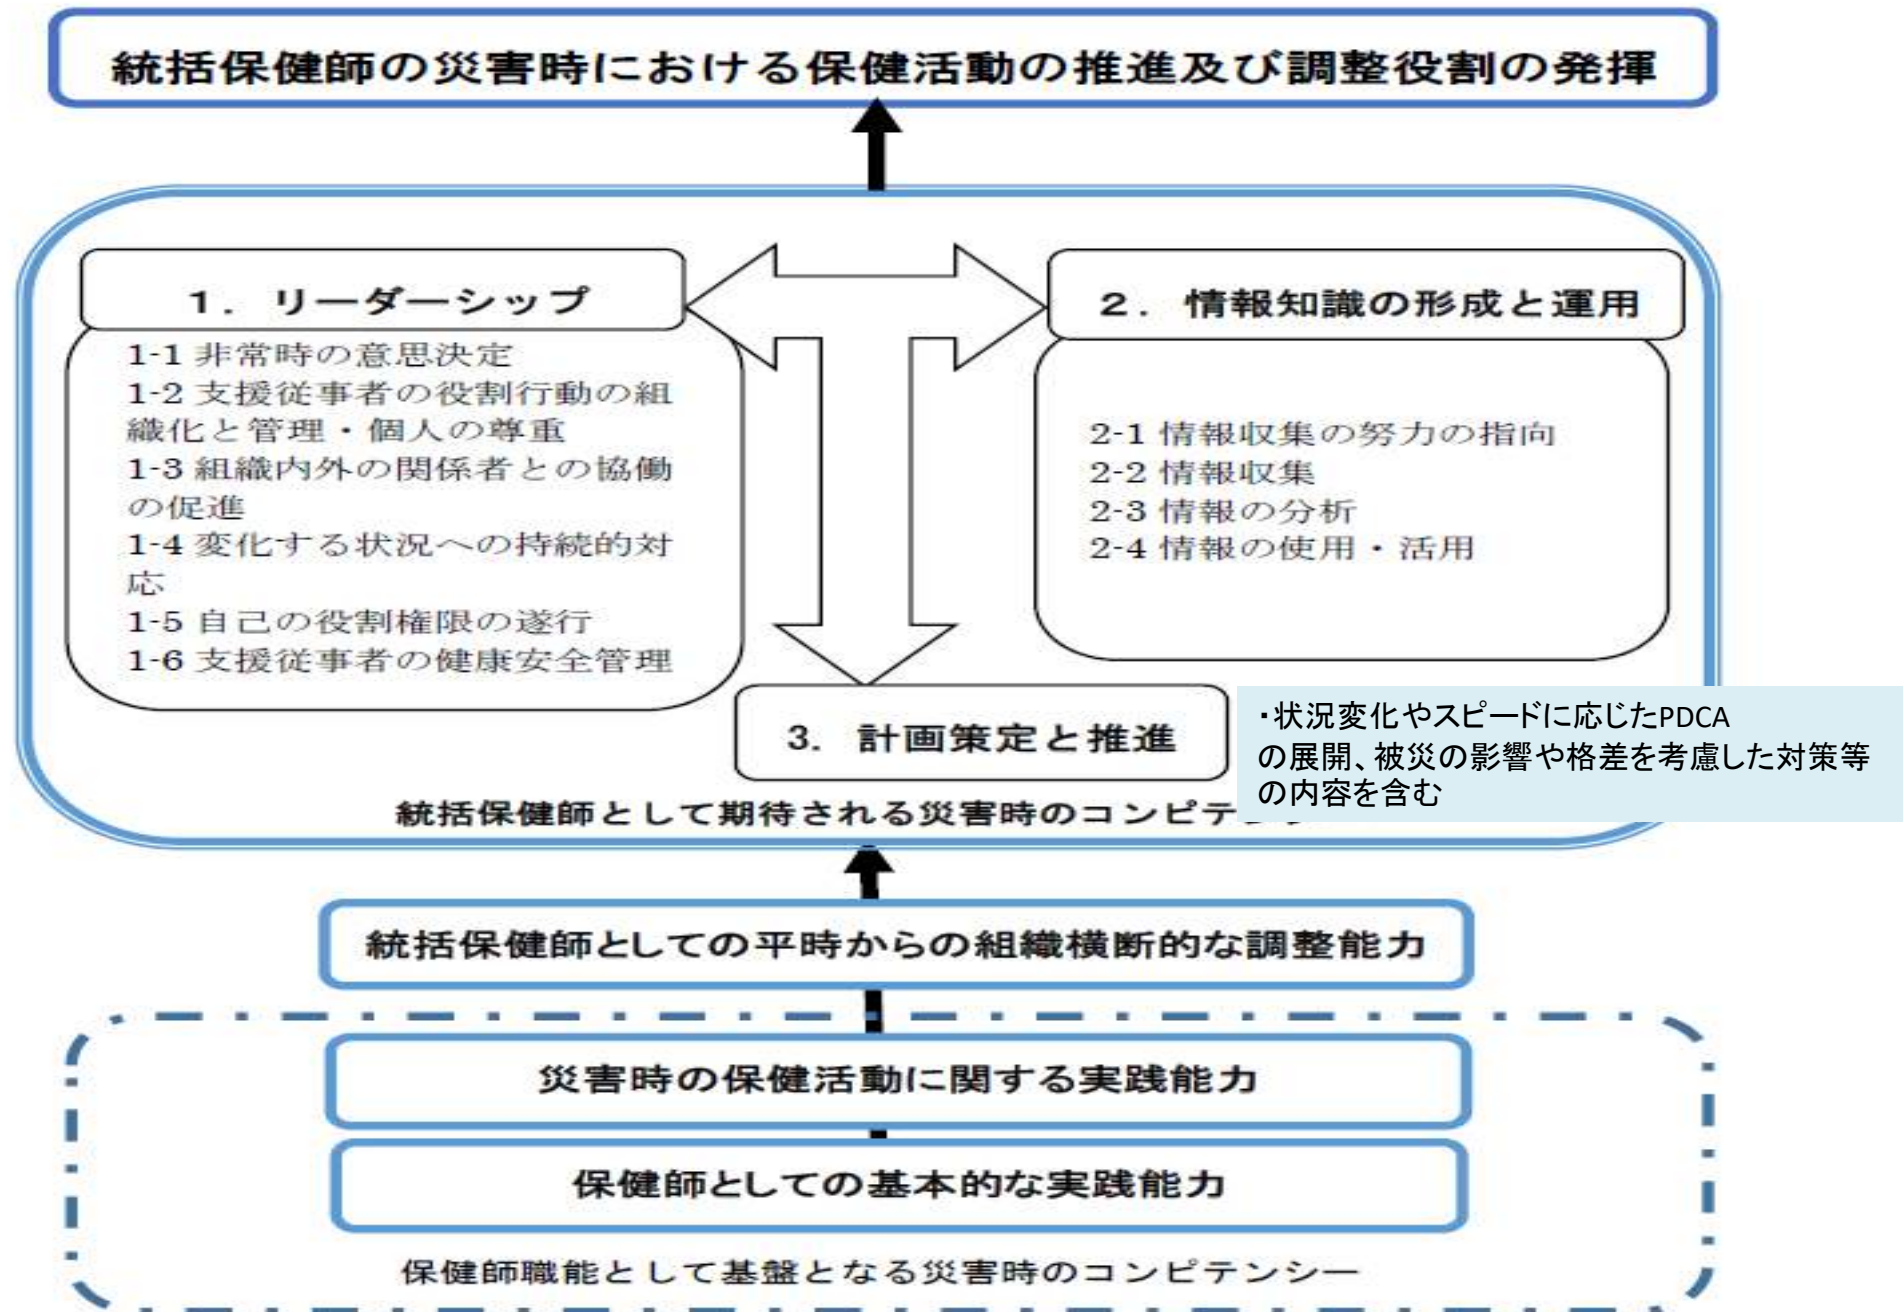 統括保健師の災害時における保健活動の推進及び調整役割の発揮
1. リーダーシップ
1-1 非常時の意思決定
1-2 支援従事者の役割行動の組
織化と管理・個人の尊重
1-3 組織内外の関係者との協働
の促進
1-4 変化する状況への持続的対
応
1-5 自己の役割権限の遂行
1-6 支援従事者の健康安全管理
2. 情報知識の形成と運用
2-1 情報収集の努力の指向
2-2 情報収集
2-3 情報の分析
2-4 情報の使用・活用
3. 計画策定と推進
・状況変化やスピードに応じたPDCA
の展開、被災の影響や格差を考慮した対策等
の内容を含む
統括保健師として期待される災害時のコンピテ
統括保健師としての平時からの組織横断的な調整能力
災害時の保健活動に関する実践能力
保健師としての基本的な実践能力
保健師職能として基盤となる災害時のコンピテンシー